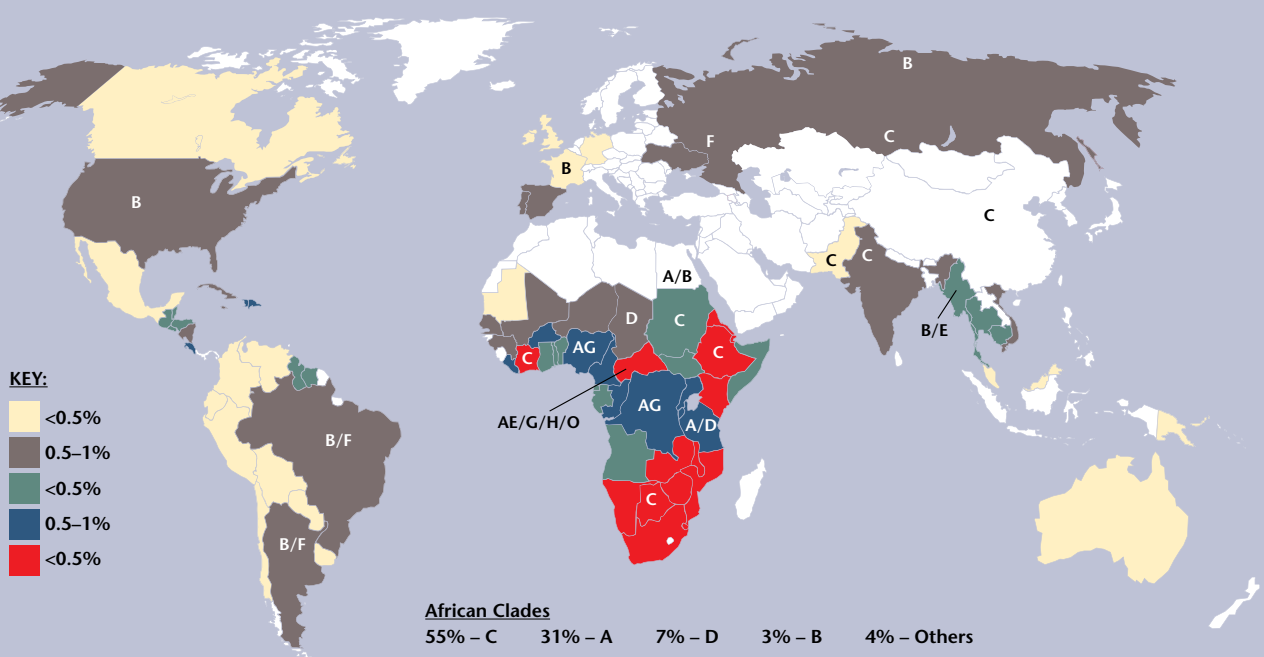 B
C
F
B
B
C
C
C
A/B
B/E
D
C
AG
C
C
AE/G/H/O
AG
A/D
C
B/F
B/F
KEY:
<0.5%
0.5–1%
<0.5%
0.5–1%
<0.5%
African Clades
55% – C 31% – A 7% – D 3% – B 4% – Others